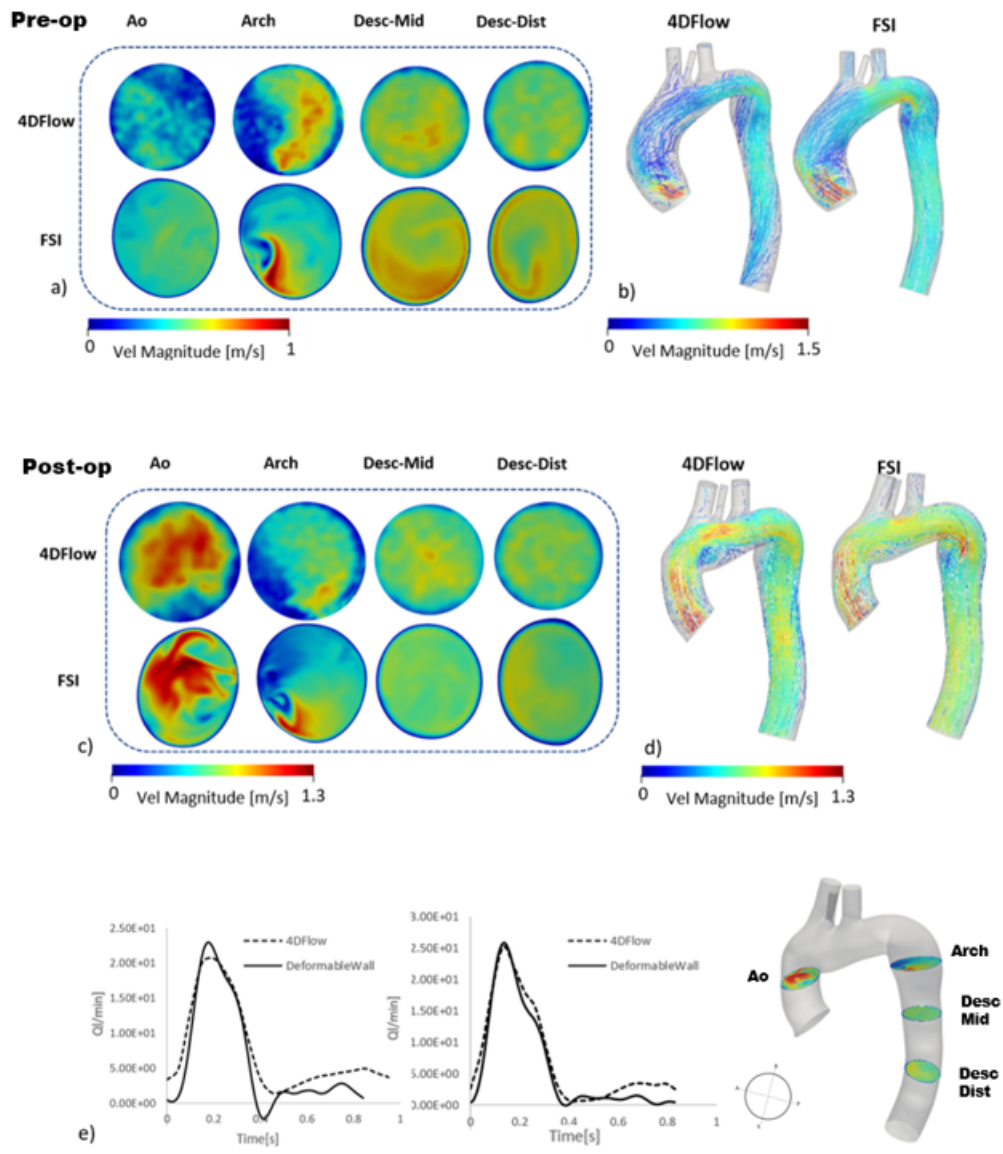 Pre-op Ao Arch Desc-Mid Desc-Dist 4DFlow FSI
4DFlow
FSI
a) b)
0 Vel Magnitude [m/s] 1 0 Vel Magnitude [m/s] 1.5
Post-op Ao Arch Desc-Mid Desc-Dist 4DFlow FSI
4DFlow
FSI
c) d)
0 Vel Magnitude [m/s] 1.3 0 Vel Magnitude [m/s] 1.3
2.50E+01
2.00E+01
1.50E+01
1.00E+01
5.00E+00
0.00E+00
Ql/min]
4DFlow
DeformableWall
0 0.2 0.4 0.6 0.8 1
Time[s]
3.00E+01
2.50E+01
2.00E+01
1.50E+01
1.00E+01
5.00E+00
0.00E+00
Ql/min]
4DFlow
DeformableWall
0 0.2 0.4 0.6 0.8 1
Time[s]
e)
Ao
Arch
Desc
Mid
Desc
Dist